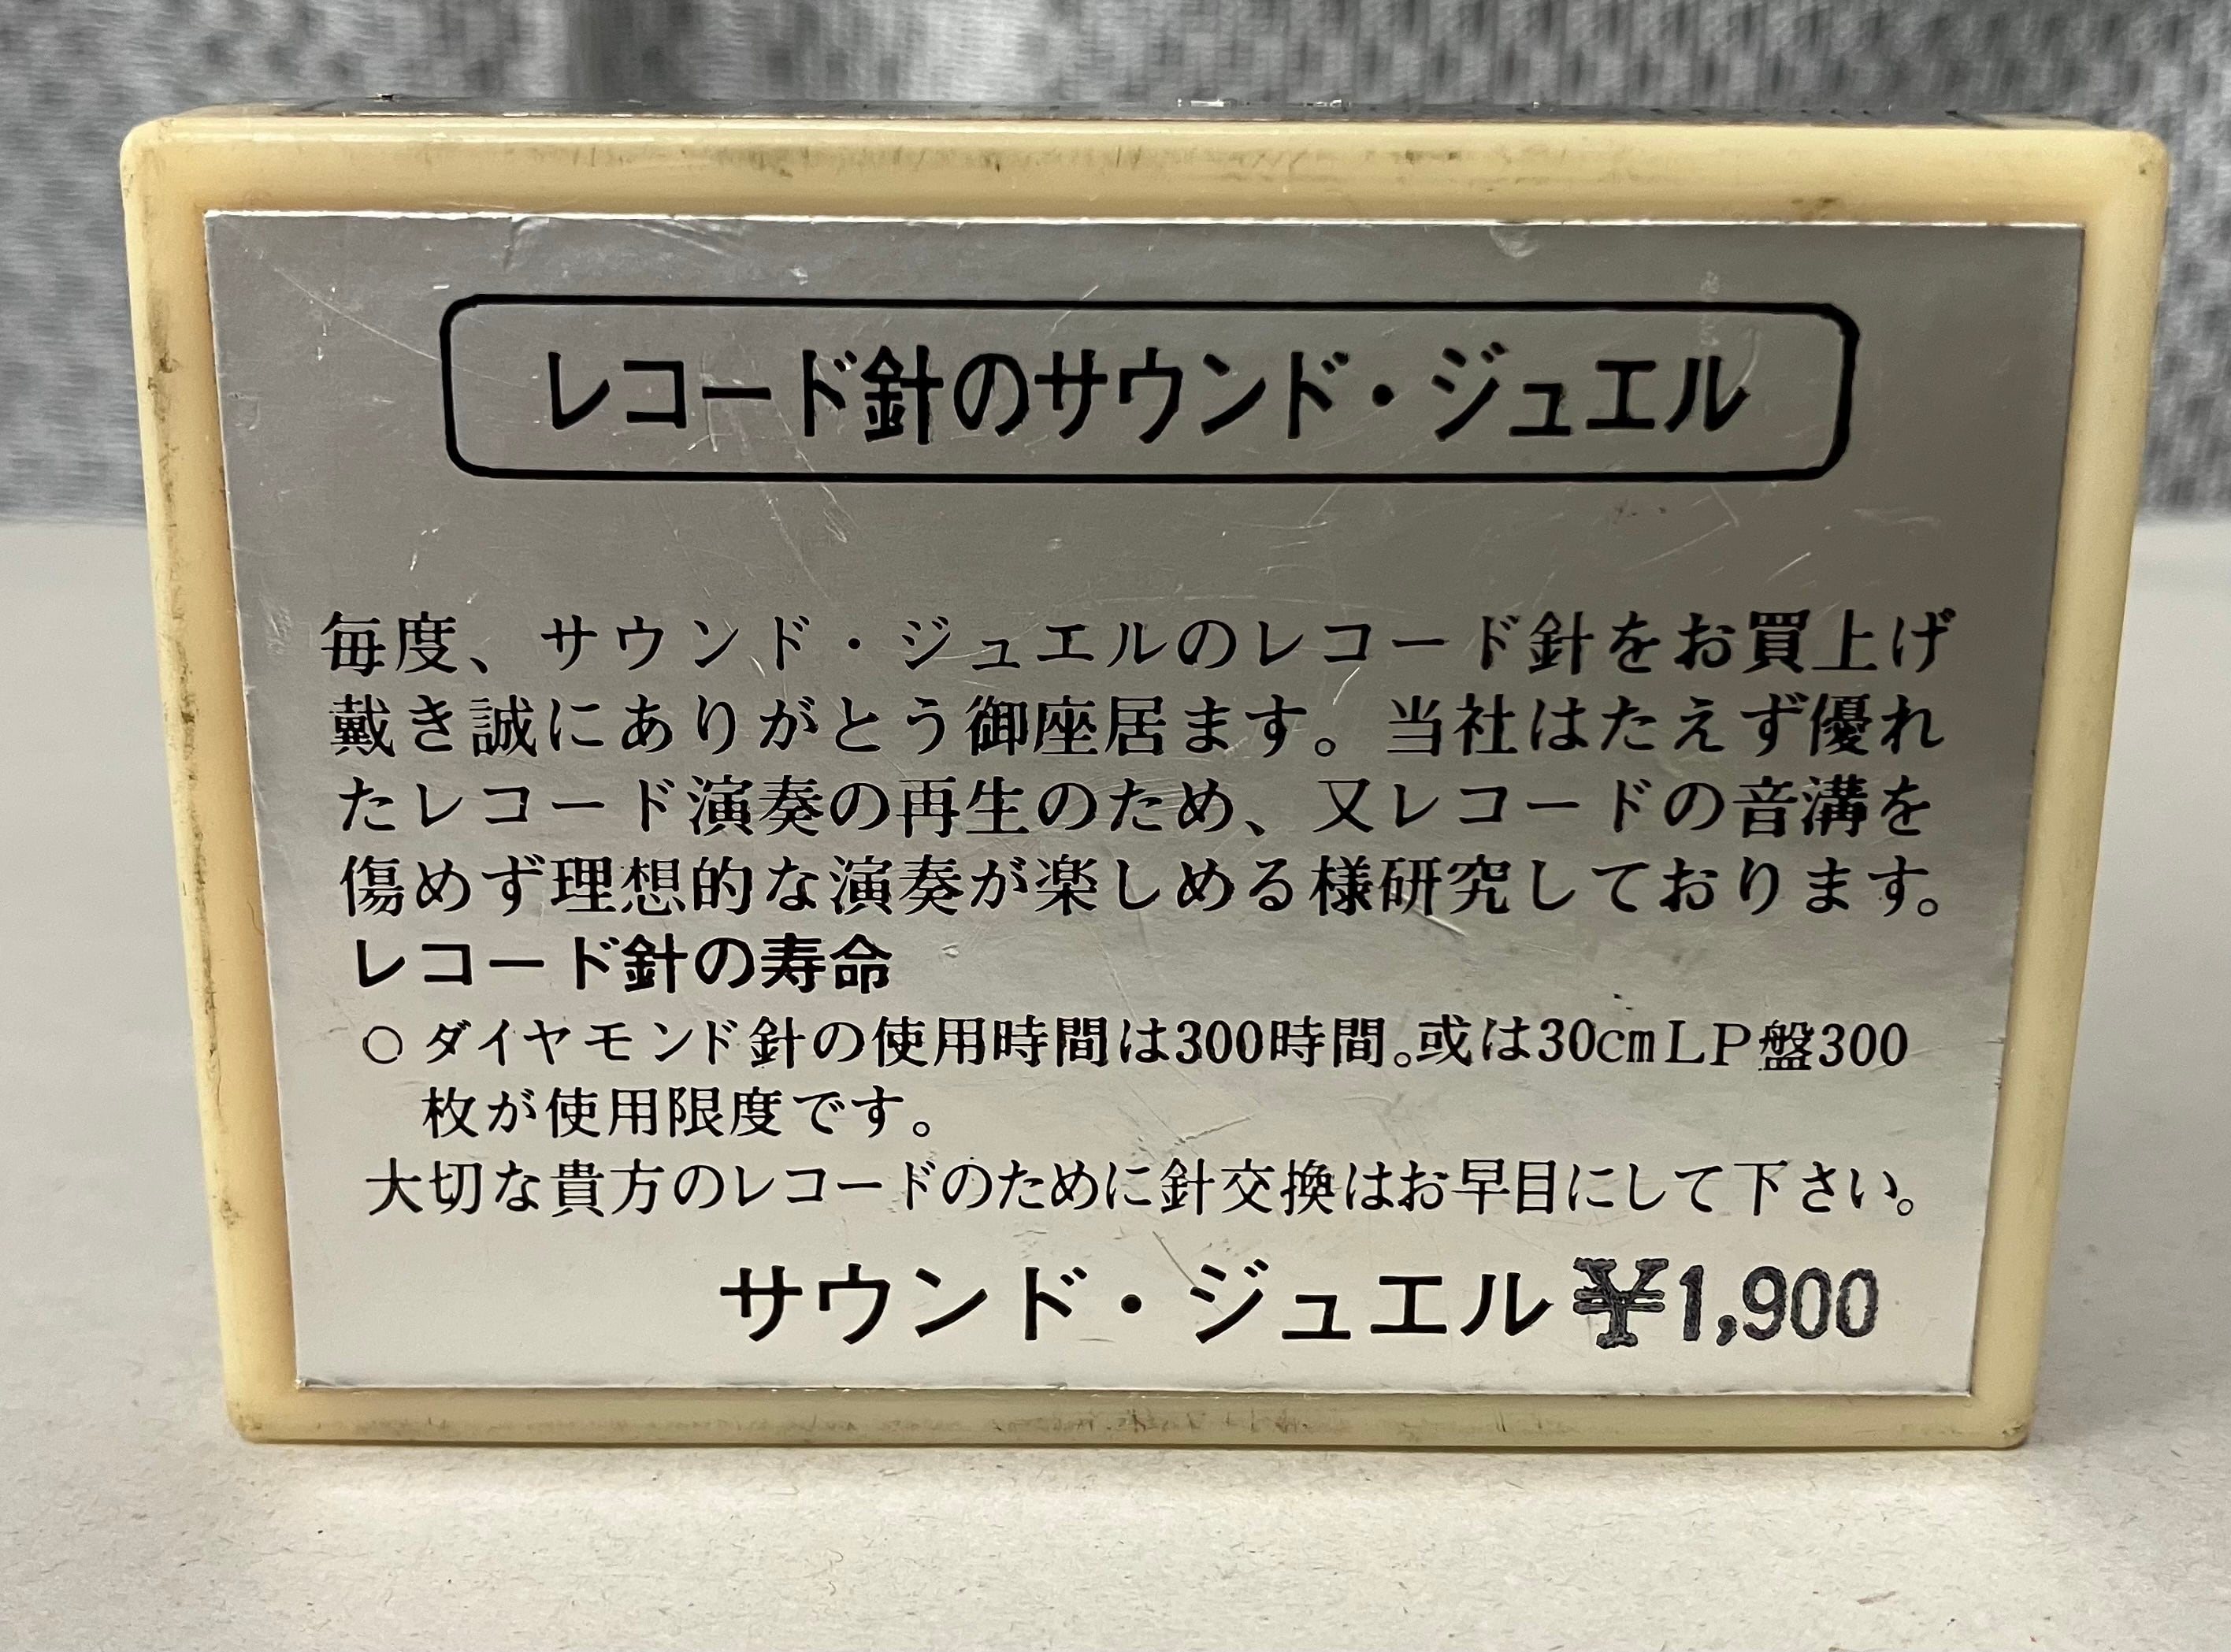 レコード針のサウンド・ジュエル
毎度、サウンド・ジュエルのレコード針をお買上げ
戴き誠にありがとう御座居ます。当社はたえず優れ
たレコード演奏の再生のため、又レコードの音溝を
傷めず理想的な演奏が楽しめる様研究しております。
レコード針の寿命
○ダイヤモンド針の使用時間は300時間。或は30cmLP盤300
枚が使用限度です。
大切な貴方のレコードのために針交換はお早目にして下さい。
サウンド・ジュエル¥1,900